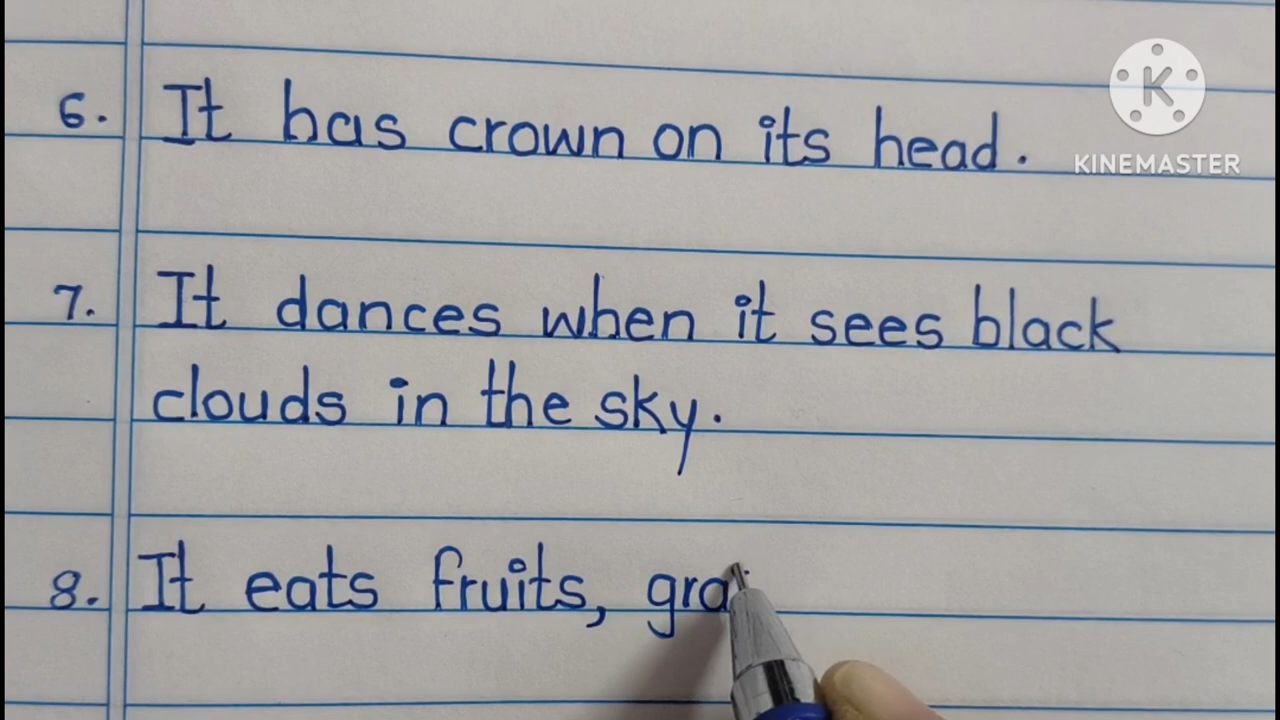 6. It has crown on its head.
KINEMASTER
7. It dances when it sees black
clouds in the sky.
8. It eats fruits, gra